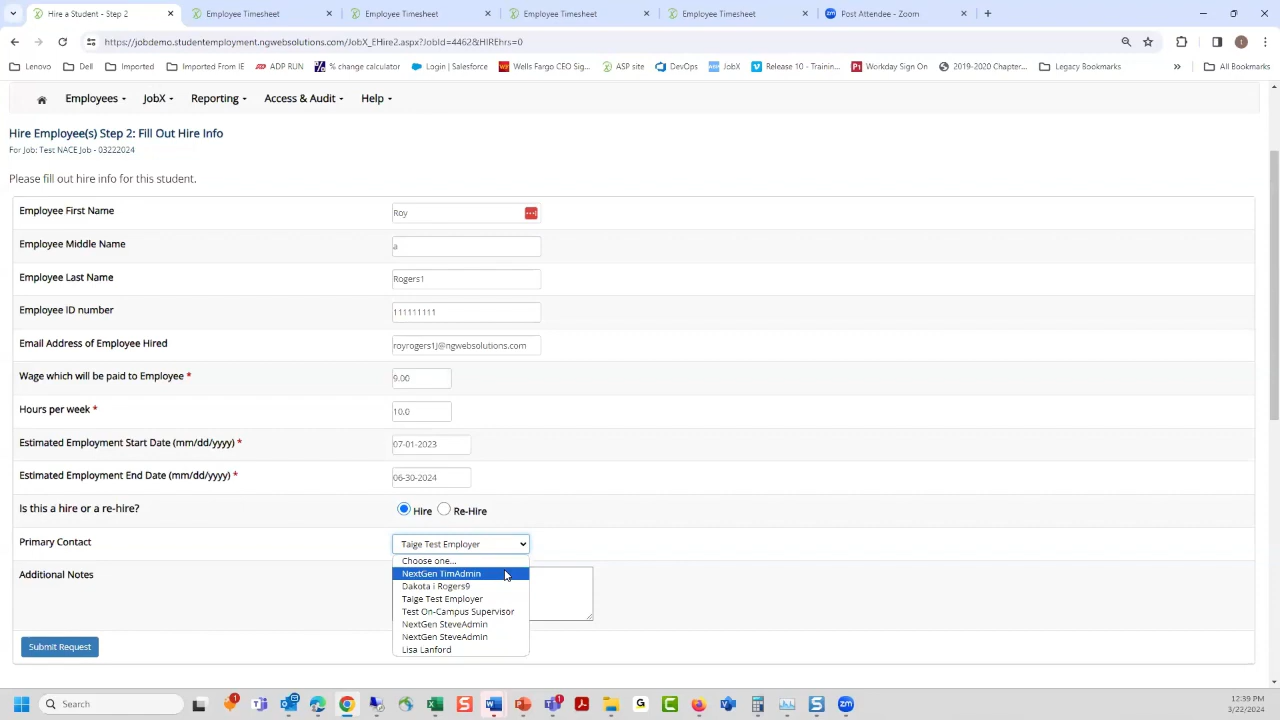 Hire a Student - Step 2
Employee Timesheet
Employee Timesheet
Employee Timesheet
Employee Timesheet
Post Attendee - Zoom
https://jobdemo.studentemployment.ngwebsolutions.com/JobX_EHire2.aspx?JobId=4462&HIREhrs=0
Lenovo
Dell
Imported
Imported From IE
ADP RUN
% change calculator
Login | Salesforce
Wells Fargo CEO Sig...
ASP site
DevOps
JobX
Release 10 - Trainin...
Workday Sign On
2019-2020 Chapter...
Legacy Bookmarks
All Bookmarks
Employees
JobX
Reporting
Access & Audit
Help
Hire Employee(s) Step 2: Fill Out Hire Info
For Job: Test NACE Job - 03222024
Please fill out hire info for this student.
Employee First Name Roy
Employee Middle Name a
Employee Last Name Rogers1
Employee ID number 111111111
Email Address of Employee Hired royrogers1J@ngwebsolutions.com
Wage which will be paid to Employee * 9.00
Hours per week * 10.0
Estimated Employment Start Date (mm/dd/yyyy) * 07-01-2023
Estimated Employment End Date (mm/dd/yyyy) * 06-30-2024
Is this a hire or a re-hire? Hire Re-Hire
Primary Contact Taige Test Employer
Choose one...
NextGen TimAdmin
Additional Notes
Dakota i Rogers9
Taige Test Employer
Test On-Campus Supervisor
NextGen SteveAdmin
NextGen SteveAdmin
Submit Request
Lisa Lanford
Search
12:39 PM
3/22/2024